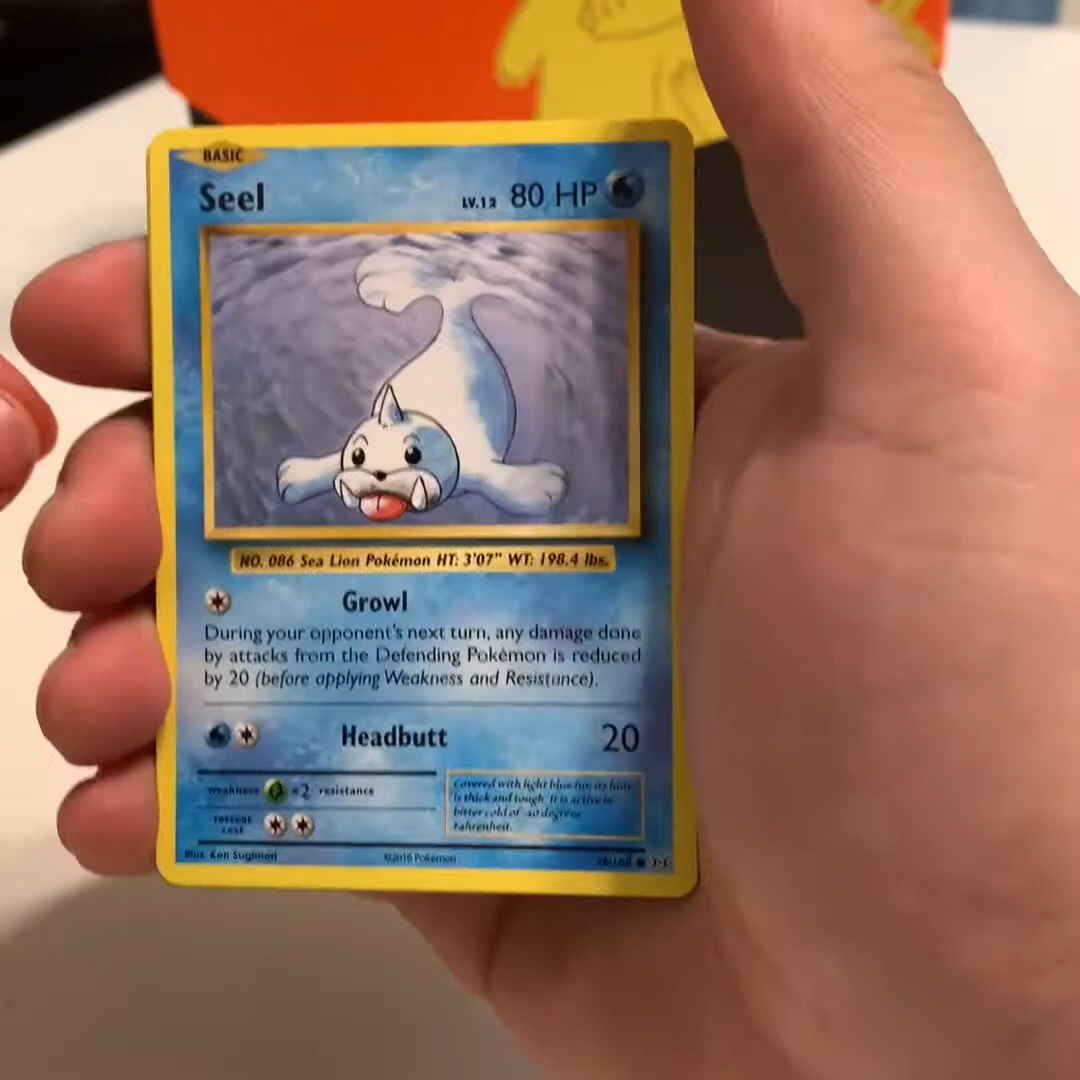 BASIC
Seel LV.12 80 HP
NO. 086 Sea Lion Pokémon HT: 3'07" WT: 198.4 lbs.
Growl
During your opponent's next turn, any damage done
by attacks from the Defending Pokémon is reduced
by 20 (before applying Weakness and Resistance).
Headbutt 20
weakness ×2 resistance
retreat
cost
Covered with light blue fur, its hide
is thick and tough. It is active in
bitter cold of -40 degrees
Fahrenheit.
Illus. Ken Sugimori ©2016 Pokémon